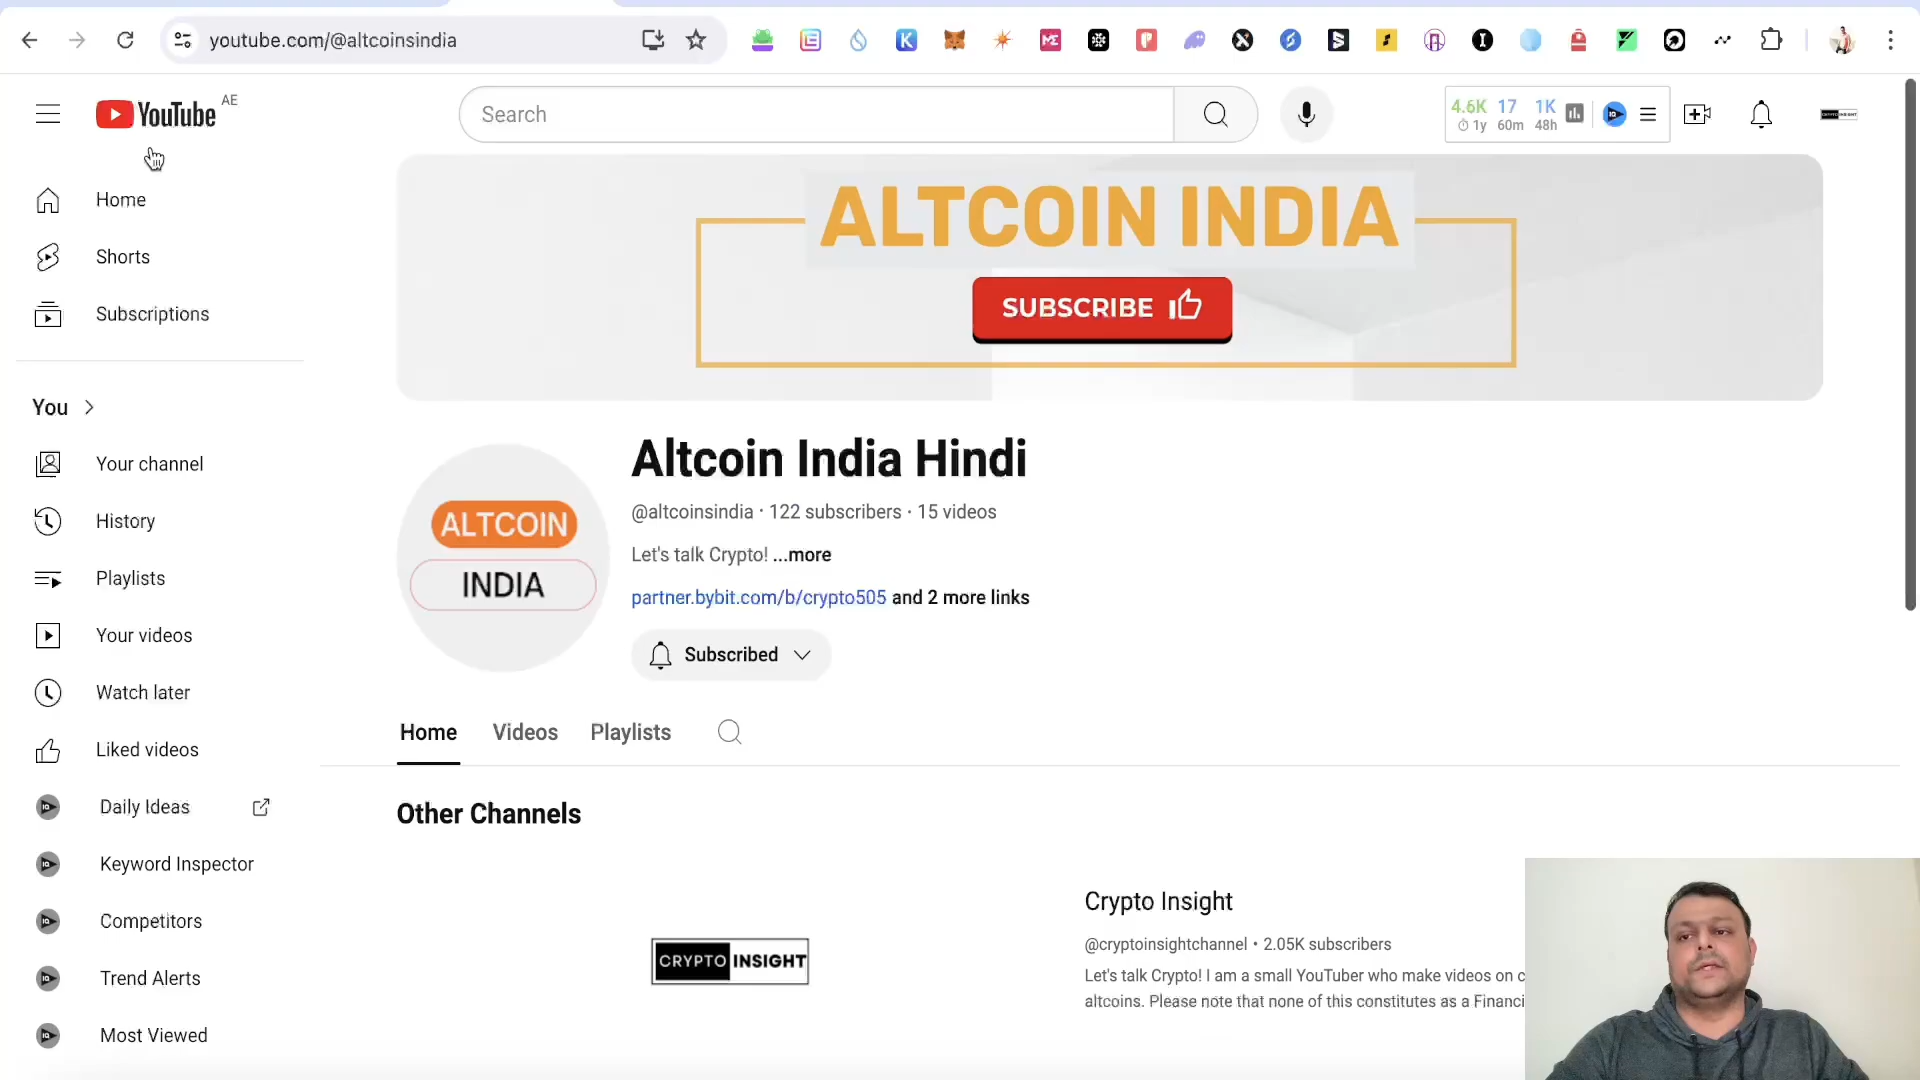 youtube.com/@altcoinsindia
YouTube AE
Search
4.6K 17 1K
1y 60m 48h
Home
Shorts
Subscriptions
You
Your channel
History
Playlists
Your videos
Watch later
Liked videos
Daily Ideas
Keyword Inspector
Competitors
Trend Alerts
Most Viewed
ALTCOIN INDIA
SUBSCRIBE
ALTCOIN
INDIA
Altcoin India Hindi
@altcoinsindia · 122 subscribers · 15 videos
Let's talk Crypto! ...more
partner.bybit.com/b/crypto505 and 2 more links
Subscribed
Home Videos Playlists
Other Channels
CRYPTO INSIGHT
Crypto Insight
@cryptoinsightchannel • 2.05K subscribers
Let's talk Crypto! I am a small YouTuber who make videos on c
altcoins. Please note that none of this constitutes as a Financi